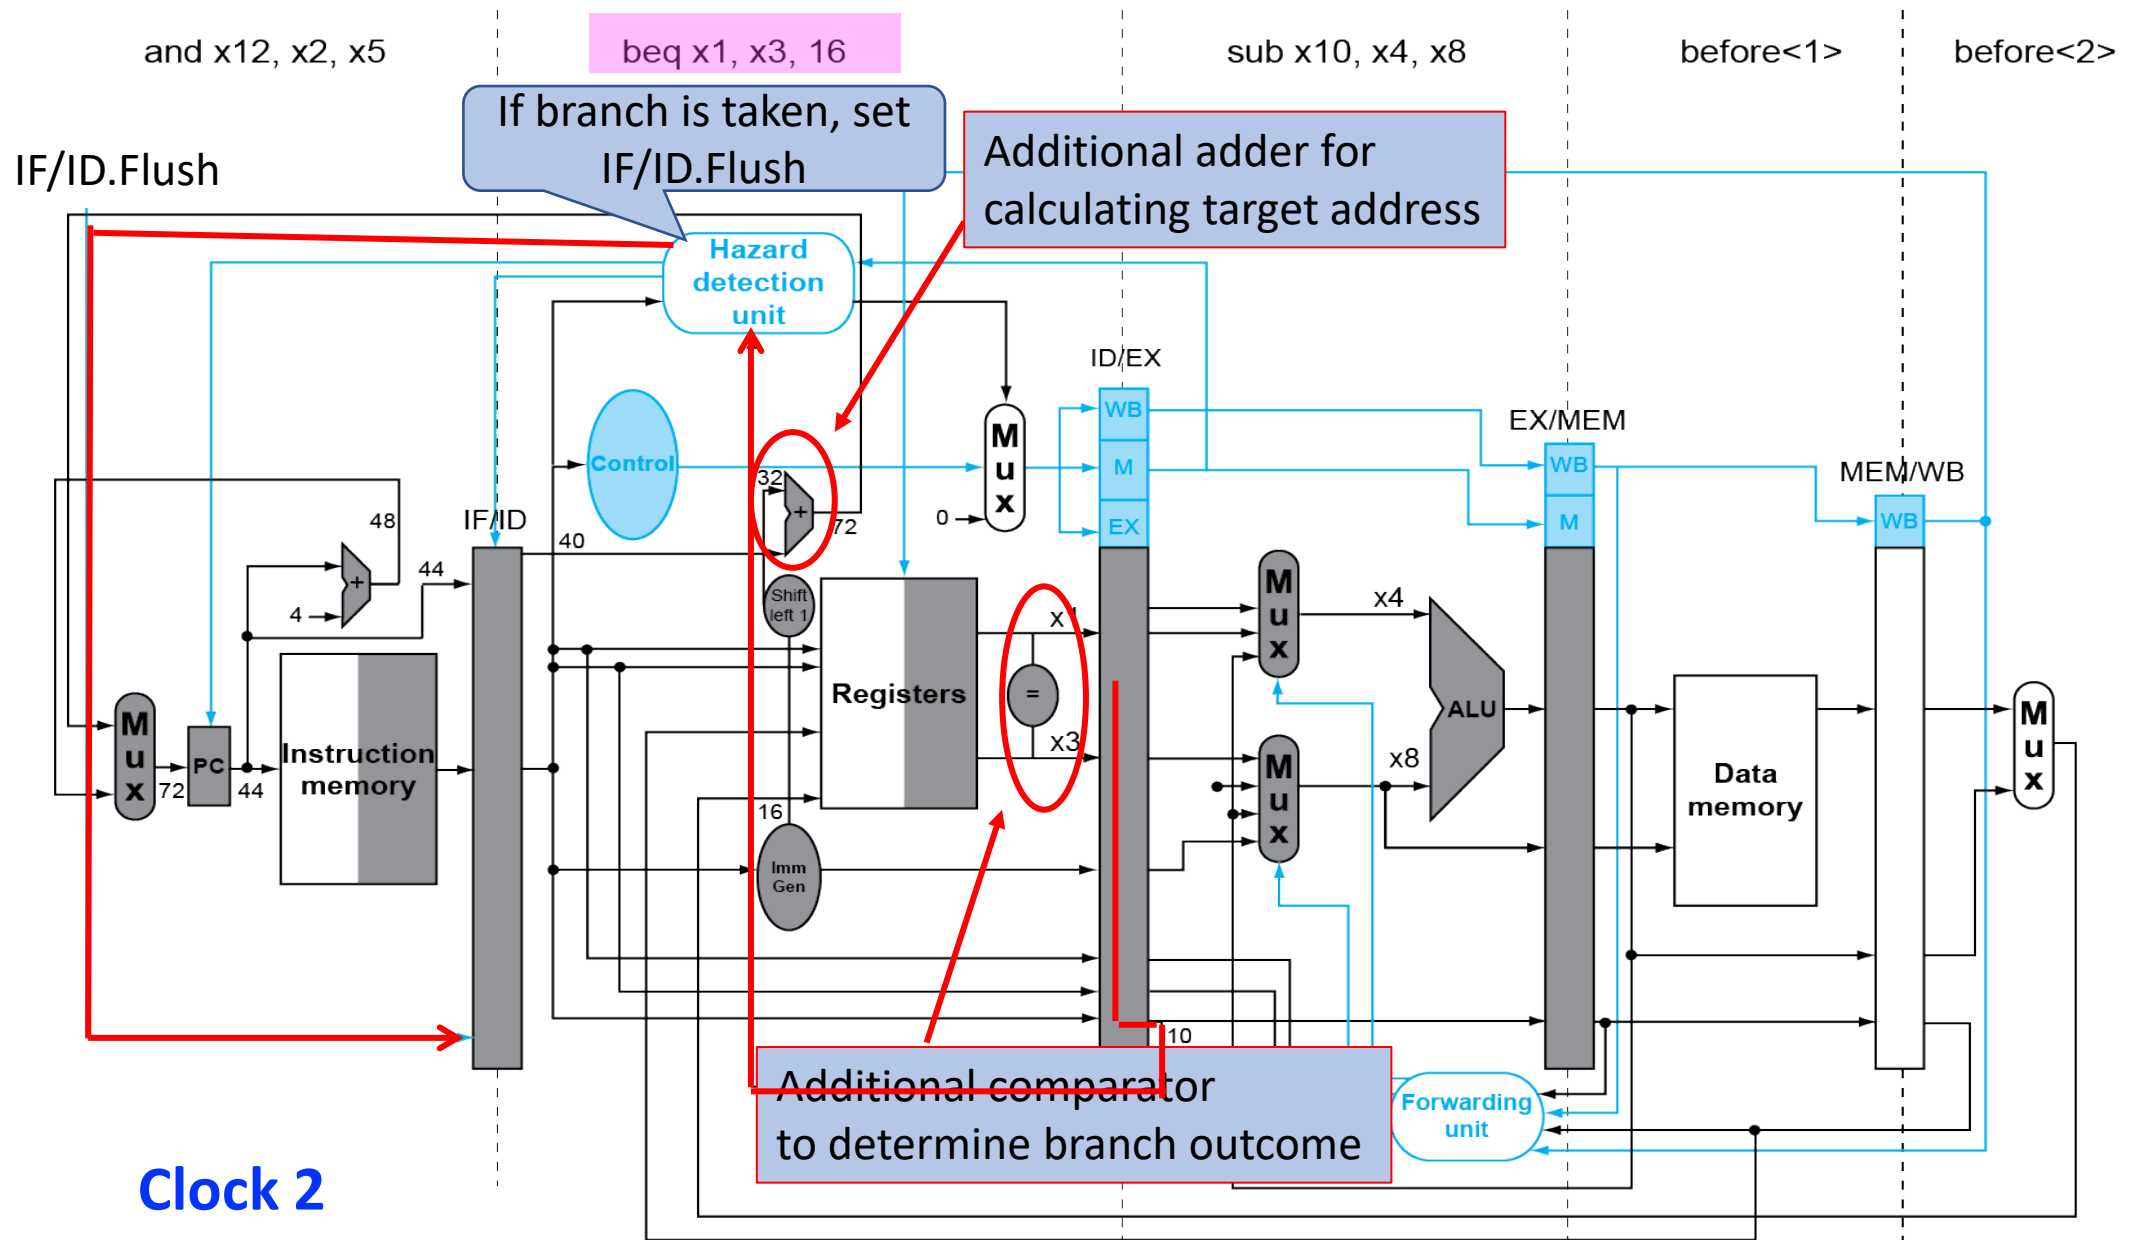 and x12, x2, x5
beq x1, x3, 16
sub x10, x4, x8
before<1>
before<2>
If branch is taken, set
IF/ID.Flush
IF/ID.Flush
Additional adder for
calculating target address
Hazard
detection
unit
ID/EX
WB
M
EX
EX/MEM
WB
M
MEM/WB
WB
Control
Mux
0
32
+
72
48
IF/ID
40
44
+
4
Shift
left 1
Registers
x1
=
x3
Mux
x4
Mux
x8
ALU
Mux
72
PC
44
Instruction
memory
16
Imm
Gen
Data
memory
Mux
10
Additional comparator
to determine branch outcome
Forwarding
unit
Clock 2